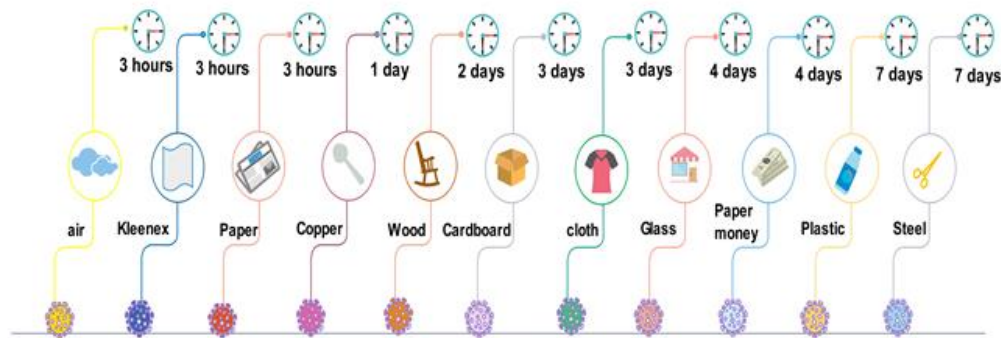 3 hours
3 hours
3 hours
1 day
2 days
3 days
3 days
4 days
4 days
7 days
7 days
air
Kleenex
Paper
Copper
Wood
Cardboard
cloth
Glass
Paper
money
Plastic
Steel